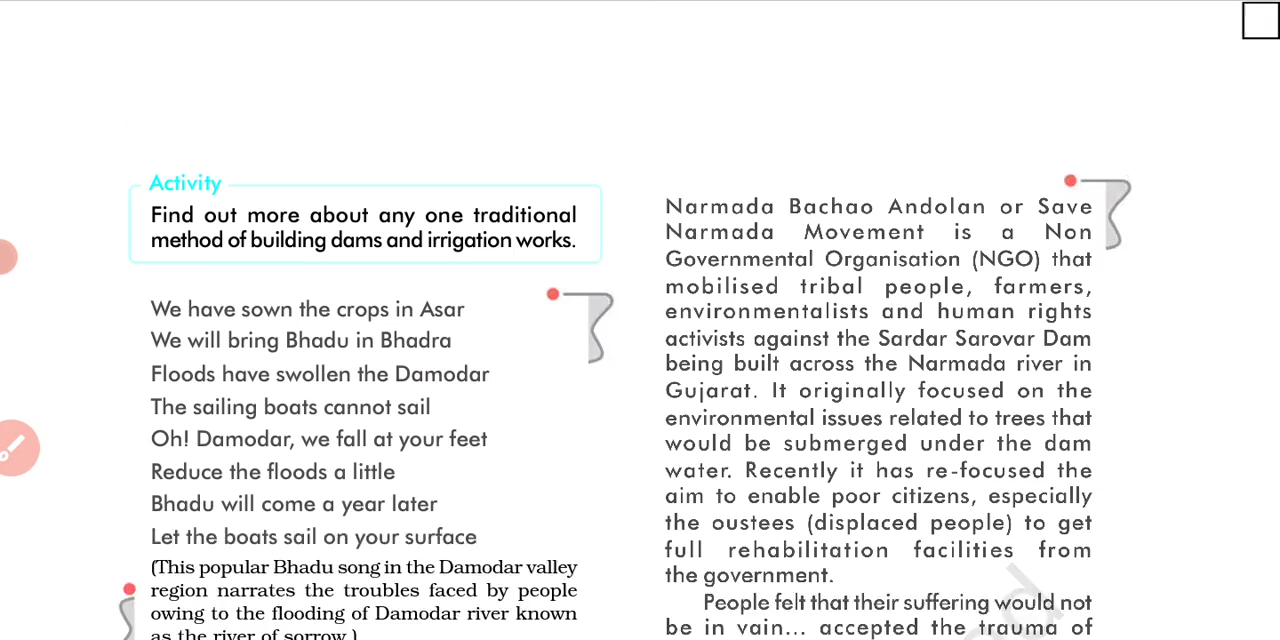 Activity
Find out more about any one traditional
method of building dams and irrigation works.
We have sown the crops in Asar
We will bring Bhadu in Bhadra
Floods have swollen the Damodar
The sailing boats cannot sail
Oh! Damodar, we fall at your feet
Reduce the floods a little
Bhadu will come a year later
Let the boats sail on your surface
(This popular Bhadu song in the Damodar valley
region narrates the troubles faced by people
owing to the flooding of Damodar river known
as the river of sorrow.)
Narmada Bachao Andolan or Save
Narmada Movement is a Non
Governmental Organisation (NGO) that
mobilised tribal people, farmers,
environmentalists and human rights
activists against the Sardar Sarovar Dam
being built across the Narmada river in
Gujarat. It originally focused on the
environmental issues related to trees that
would be submerged under the dam
water. Recently it has re-focused the
aim to enable poor citizens, especially
the oustees (displaced people) to get
full rehabilitation facilities from
the government.
People felt that their suffering would not
be in vain... accepted the trauma of